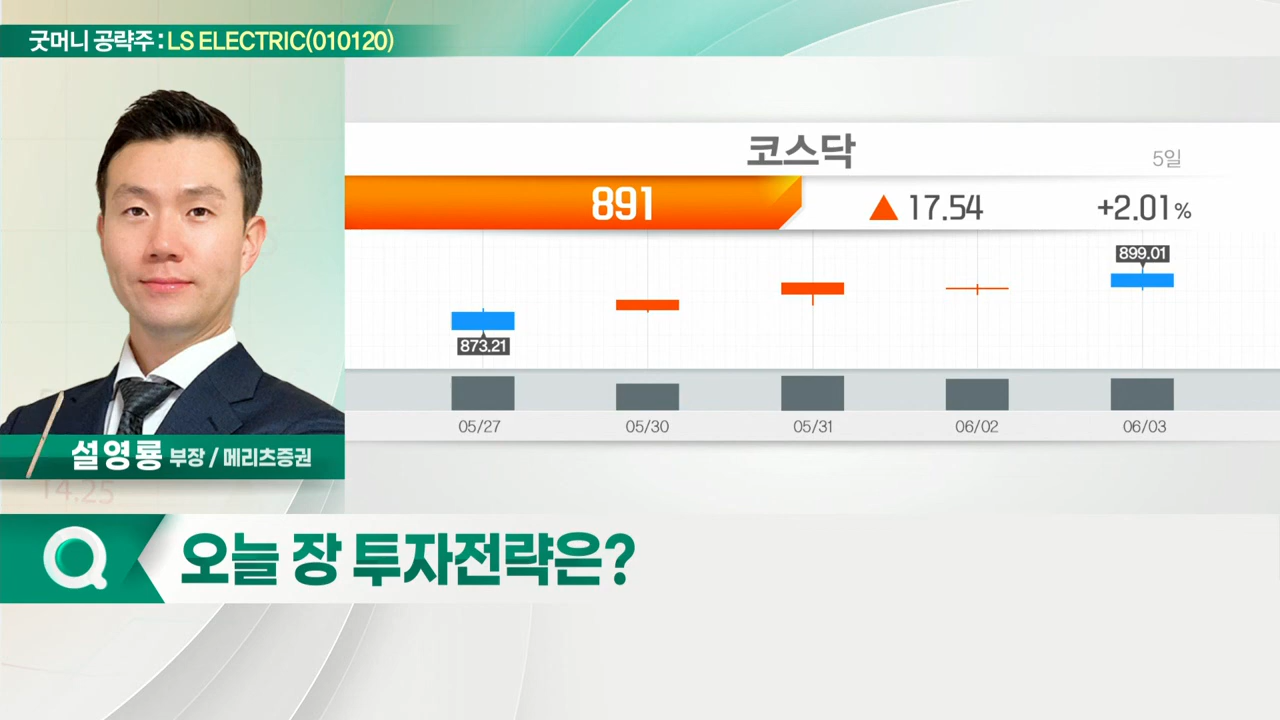 굿머니 공략주 : LS ELECTRIC(010120)
코스닥
5일
891 ▲ 17.54 +2.01%
899.01
873.21
05/27 05/30 05/31 06/02 06/03
설영룡 부장 / 메리츠증권
14.25
Q 오늘 장 투자전략은?